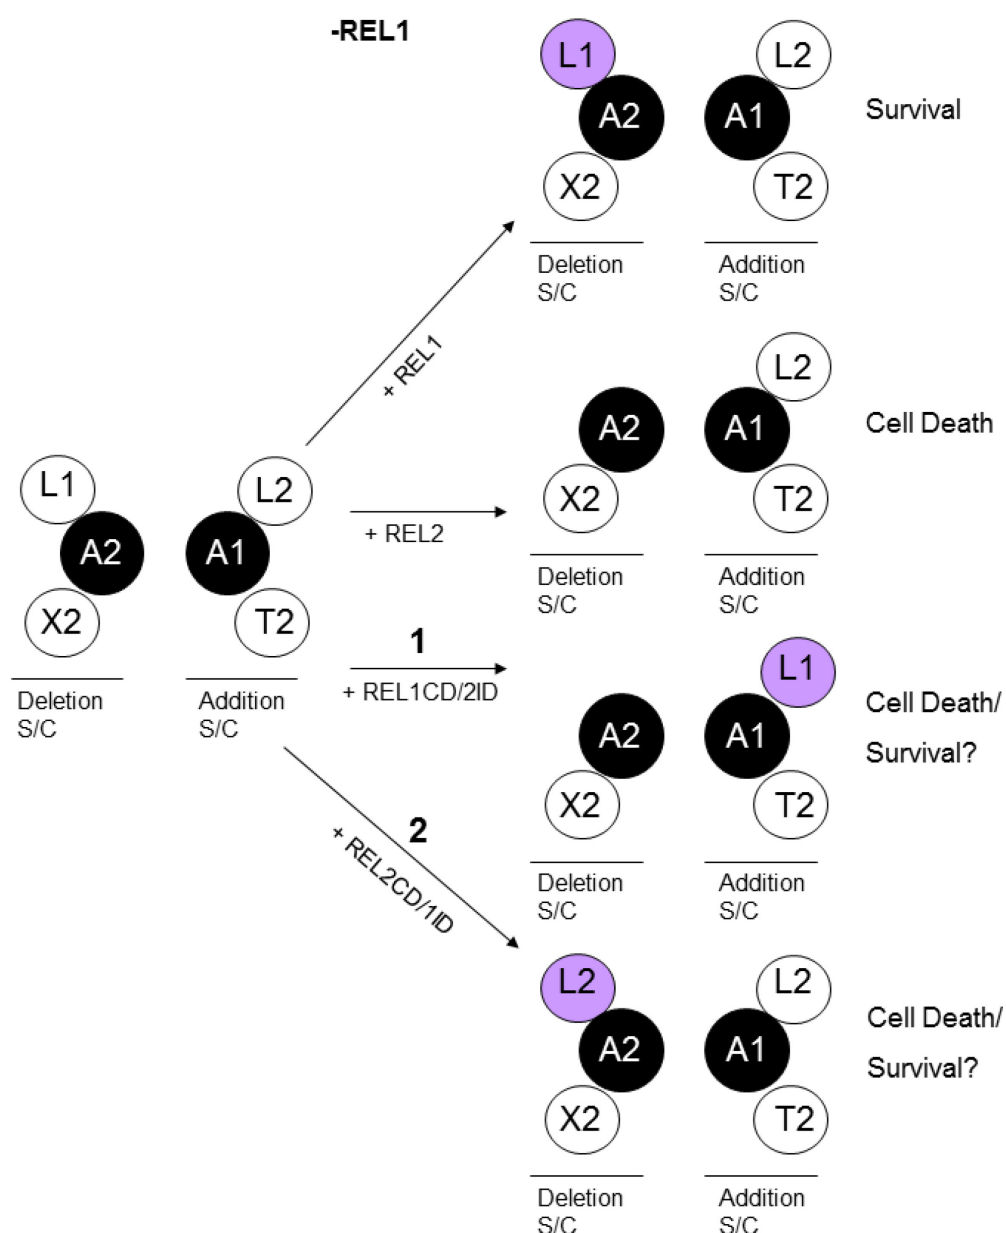 -REL1
L1
L2
A2
A1
Survival
X2
T2
Deletion
S/C
Addition
S/C
+ REL1
L2
A2
A1
Cell Death
X2
T2
Deletion
S/C
Addition
S/C
+ REL2
L1
L2
A2
A1
X2
T2
Deletion
S/C
Addition
S/C
1
+ REL1CD/2ID
L1
A2
A1
Cell Death/
Survival?
X2
T2
Deletion
S/C
Addition
S/C
2
+ REL2CD/1ID
L2
L2
A2
A1
Cell Death/
Survival?
X2
T2
Deletion
S/C
Addition
S/C